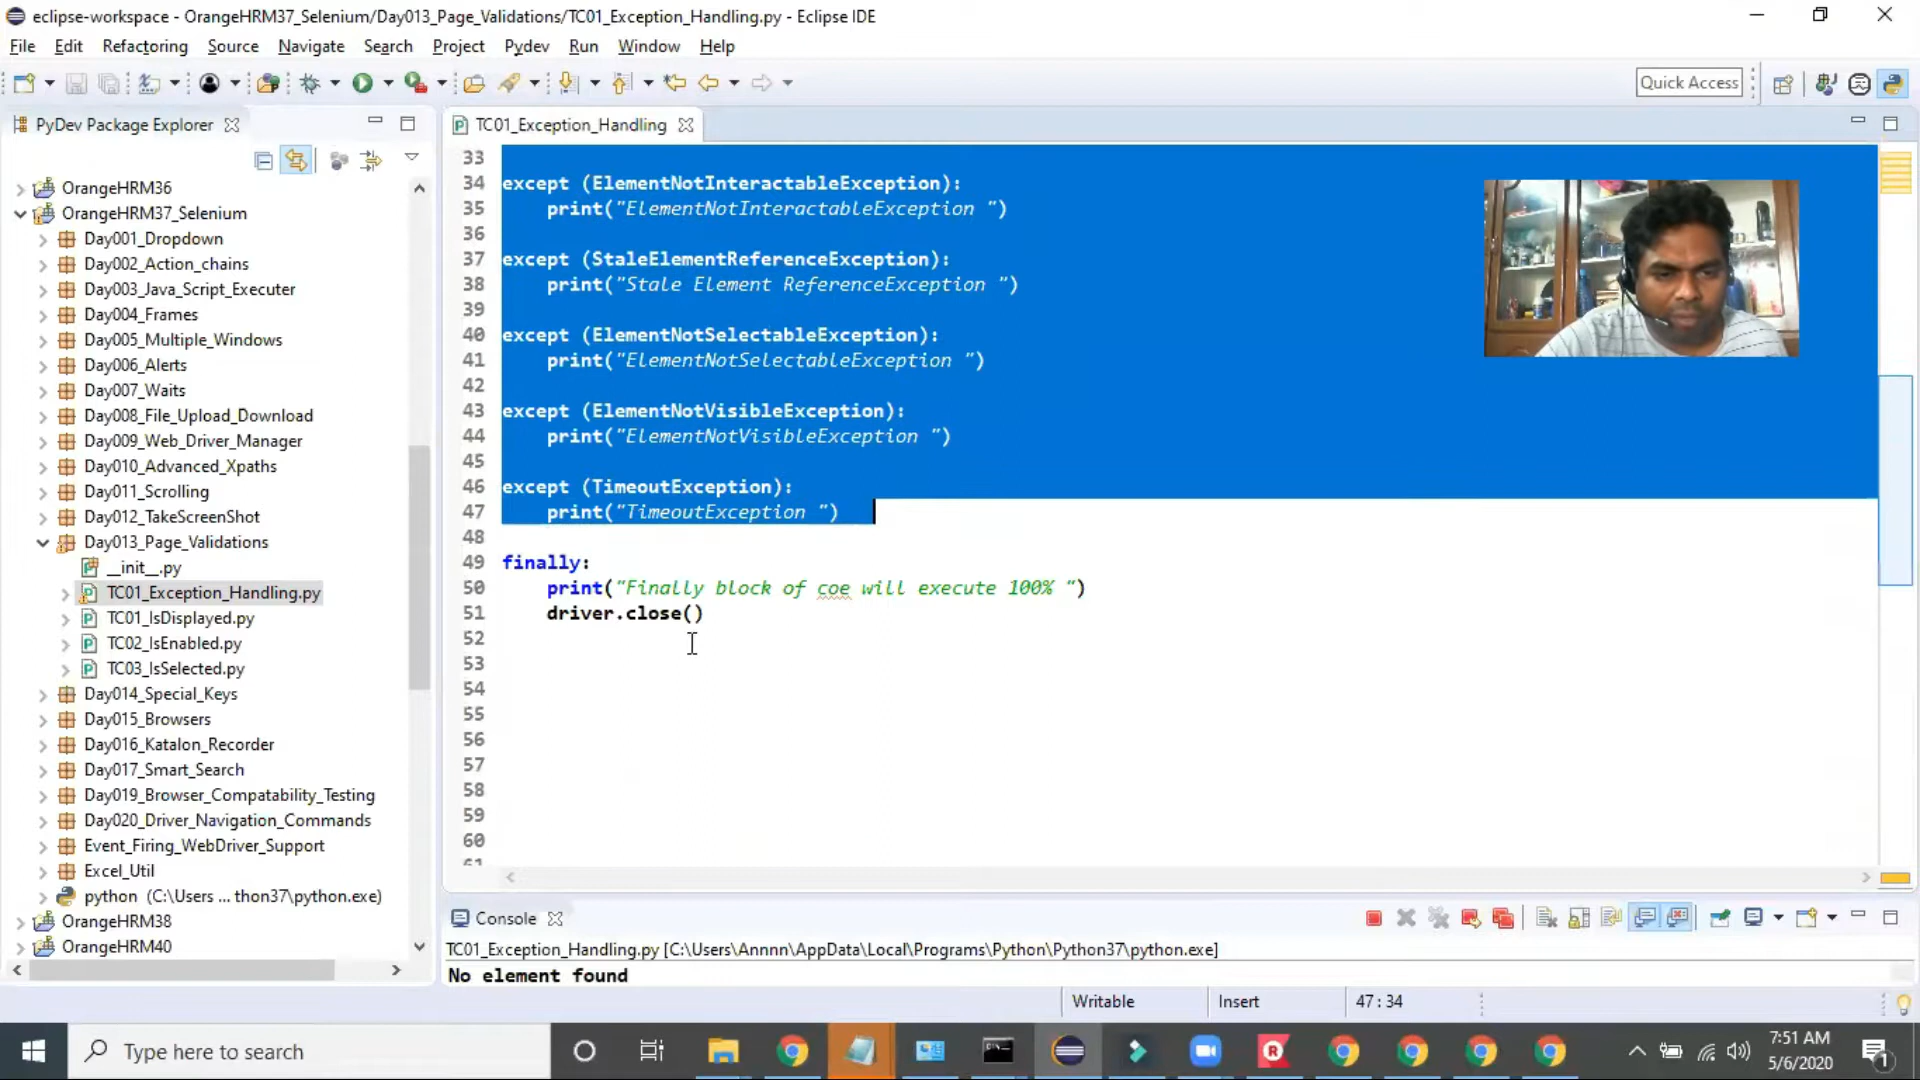 eclipse-workspace - OrangeHRM37_Selenium/Day013_Page_Validations/TC01_Exception_Handling.py - Eclipse IDE
File Edit Refactoring Source Navigate Search Project Pydev Run Window Help
Quick Access
PyDev Package Explorer
OrangeHRM36
OrangeHRM37_Selenium
Day001_Dropdown
Day002_Action_chains
Day003_Java_Script_Executer
Day004_Frames
Day005_Multiple_Windows
Day006_Alerts
Day007_Waits
Day008_File_Upload_Download
Day009_Web_Driver_Manager
Day010_Advanced_Xpaths
Day011_Scrolling
Day012_TakeScreenShot
Day013_Page_Validations
__init__.py
TC01_Exception_Handling.py
TC01_IsDisplayed.py
TC02_IsEnabled.py
TC03_IsSelected.py
Day014_Special_Keys
Day015_Browsers
Day016_Katalon_Recorder
Day017_Smart_Search
Day019_Browser_Compatability_Testing
Day020_Driver_Navigation_Commands
Event_Firing_WebDriver_Support
Excel_Util
python (C:\Users ... thon37\python.exe)
OrangeHRM38
OrangeHRM40
TC01_Exception_Handling
33
34 except (ElementNotInteractableException):
35 print("ElementNotInteractableException ")
36
37 except (StaleElementReferenceException):
38 print("Stale Element ReferenceException ")
39
40 except (ElementNotSelectableException):
41 print("ElementNotSelectableException ")
42
43 except (ElementNotVisibleException):
44 print("ElementNotVisibleException ")
45
46 except (TimeoutException):
47 print("TimeoutException ")
48
49 finally:
50 print("Finally block of coe will execute 100% ")
51 driver.close()
52
53
54
55
56
57
58
59
60
61
Console
TC01_Exception_Handling.py [C:\Users\Annnn\AppData\Local\Programs\Python\Python37\python.exe]
No element found
Writable Insert 47 : 34
Type here to search
7:51 AM
5/6/2020